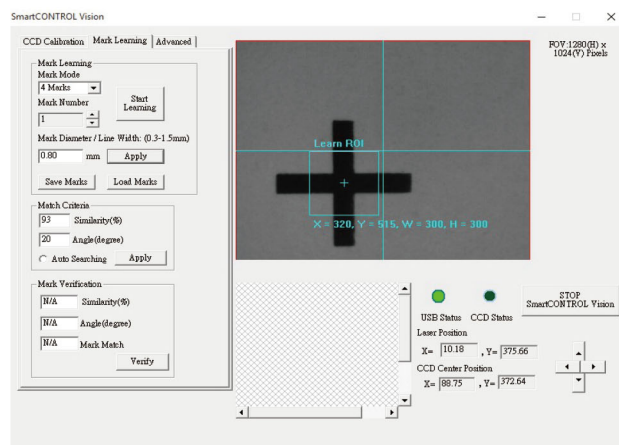 SmartCONTROL Vision
CCD Calibration Mark Learning Advanced
Mark Learning
Mark Mode
4 Marks
Mark Number
1
Start
Learning
Mark Diameter / Line Width: (0.3-1.5mm)
0.80 mm Apply
Save Marks Load Marks
Match Criteria
93 Similarity(%)
20 Angle(degree)
Auto Searching Apply
Mark Verification
N/A Similarity(%)
N/A Angle(degree)
N/A Mark Match
Verify
Learn ROI
X = 320, Y = 515, W = 300, H = 300
FOV:1280(H) x
1024(V) Pixels
USB Status CCD Status
STOP
SmartCONTROL Vision
Laser Position
X= 10.18 , Y= 375.66
CCD Center Position
X= 88.75 , Y= 372.64